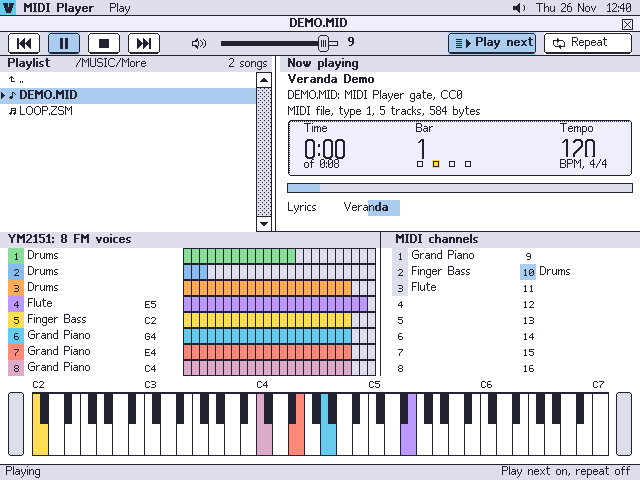 V MIDI Player Play Thu 26 Nov 12:40
DEMO.MID
9 Play next Repeat
Playlist /MUSIC/More 2 songs
..
DEMO.MID
LOOP.ZSM
Now playing
Veranda Demo
DEMO.MID: MIDI Player gate, CC0
MIDI file, type 1, 5 tracks, 584 bytes
Time Bar Tempo
0:00 1 120
of 0:08 BPM, 4/4
Lyrics Veranda
YM2151: 8 FM voices
1 Drums
2 Drums
3 Drums
4 Flute E5
5 Finger Bass C2
6 Grand Piano G4
7 Grand Piano E4
8 Grand Piano C4
MIDI channels
1 Grand Piano 9
2 Finger Bass 10 Drums
3 Flute 11
4 12
5 13
6 14
7 15
8 16
C2 C3 C4 C5 C6 C7
Playing Play next on, repeat off